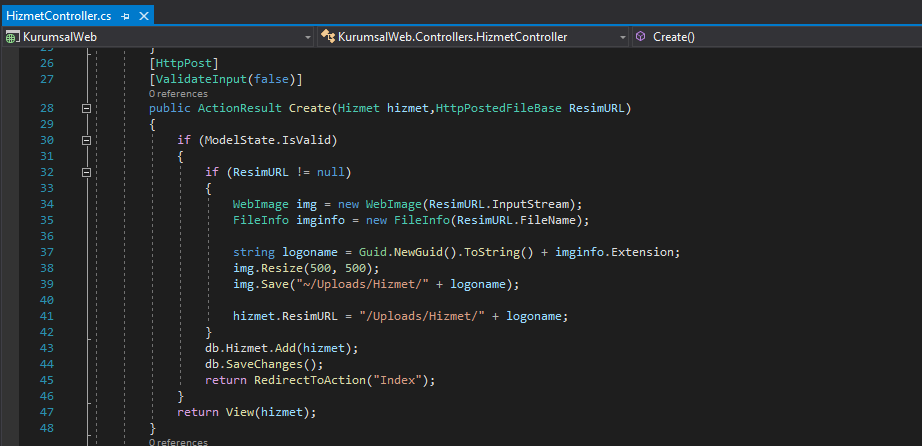 HizmetController.cs
KurumsalWeb KurumsalWeb.Controllers.HizmetController Create()
25 }
26 [HttpPost]
27 [ValidateInput(false)]
0 references
28 public ActionResult Create(Hizmet hizmet,HttpPostedFileBase ResimURL)
29 {
30 if (ModelState.IsValid)
31 {
32 if (ResimURL != null)
33 {
34 WebImage img = new WebImage(ResimURL.InputStream);
35 FileInfo imginfo = new FileInfo(ResimURL.FileName);
36
37 string logoname = Guid.NewGuid().ToString() + imginfo.Extension;
38 img.Resize(500, 500);
39 img.Save("~/Uploads/Hizmet/" + logoname);
40
41 hizmet.ResimURL = "/Uploads/Hizmet/" + logoname;
42 }
43 db.Hizmet.Add(hizmet);
44 db.SaveChanges();
45 return RedirectToAction("Index");
46 }
47 return View(hizmet);
48 }
0 references